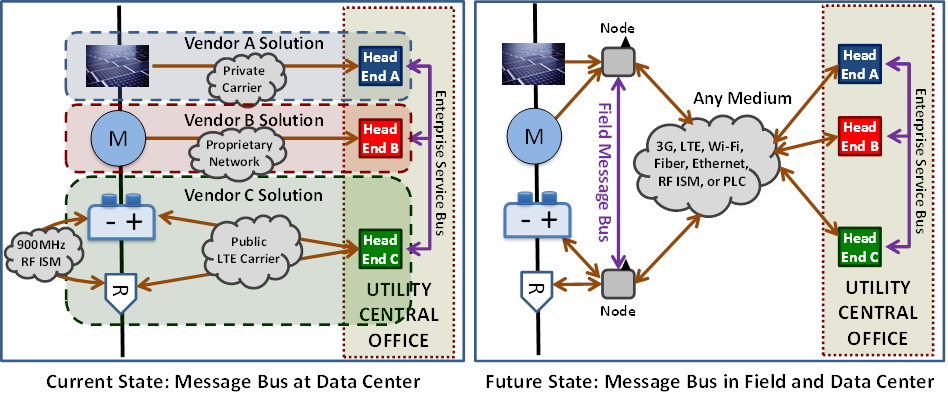 Vendor A Solution
Private
Carrier
Head
End A
Vendor B Solution
M
Proprietary
Network
Head
End B
Vendor C Solution
- +
900MHz
RF ISM
Public
LTE Carrier
Head
End C
R
Enterprise Service Bus
UTILITY
CENTRAL
OFFICE
Current State: Message Bus at Data Center
Node
Head
End A
Any Medium
M
Field Message Bus
3G, LTE, Wi-Fi,
Fiber, Ethernet,
RF ISM, or PLC
Head
End B
- +
Head
End C
R
Node
Enterprise Service Bus
UTILITY
CENTRAL
OFFICE
Future State: Message Bus in Field and Data Center